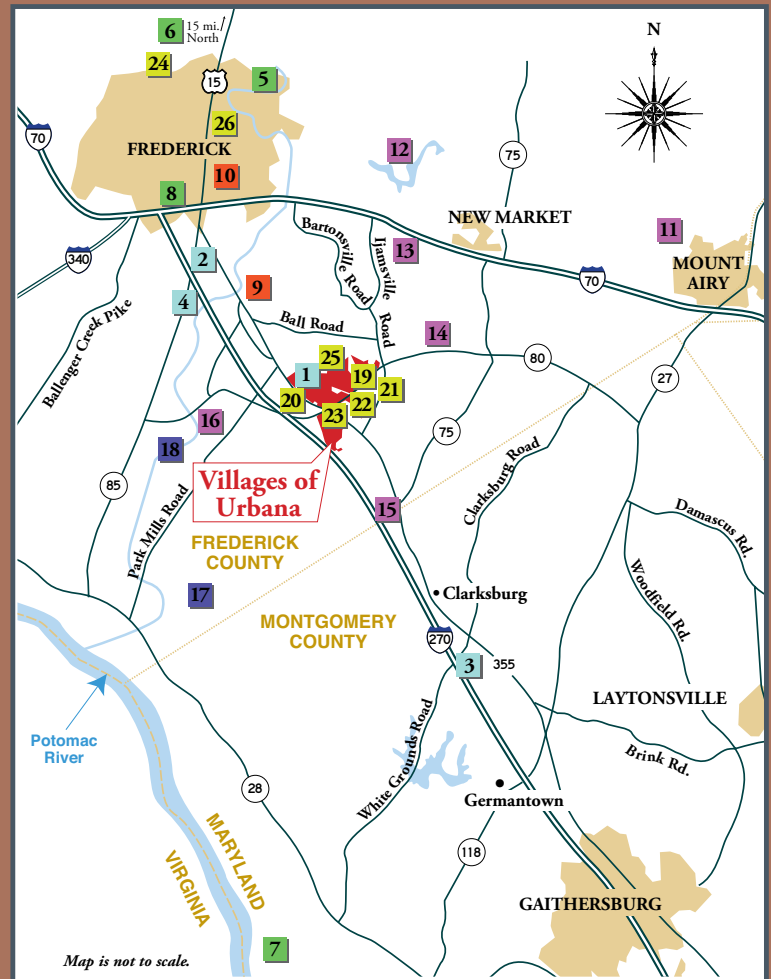 6
15 mi./
North
24
15
5
N
26
70
FREDERICK
12
75
10
8
NEW MARKET
11
Bartonsville
Road
Ijamsville
Road
13
340
2
MOUNT
AIRY
70
9
4
Ballenger Creek Pike
Ball Road
14
25
80
1
19
27
21
20
22
23
16
75
18
Clarksburg Road
Villages of
Urbana
85
15
Park Mills Road
Damascus Rd.
FREDERICK
COUNTY
Woodfield Rd.
17
Clarksburg
MONTGOMERY
COUNTY
270
3
355
LAYTONSVILLE
Potomac
River
White Grounds Road
Brink Rd.
28
Germantown
MARYLAND
VIRGINIA
118
GAITHERSBURG
7
Map is not to scale.